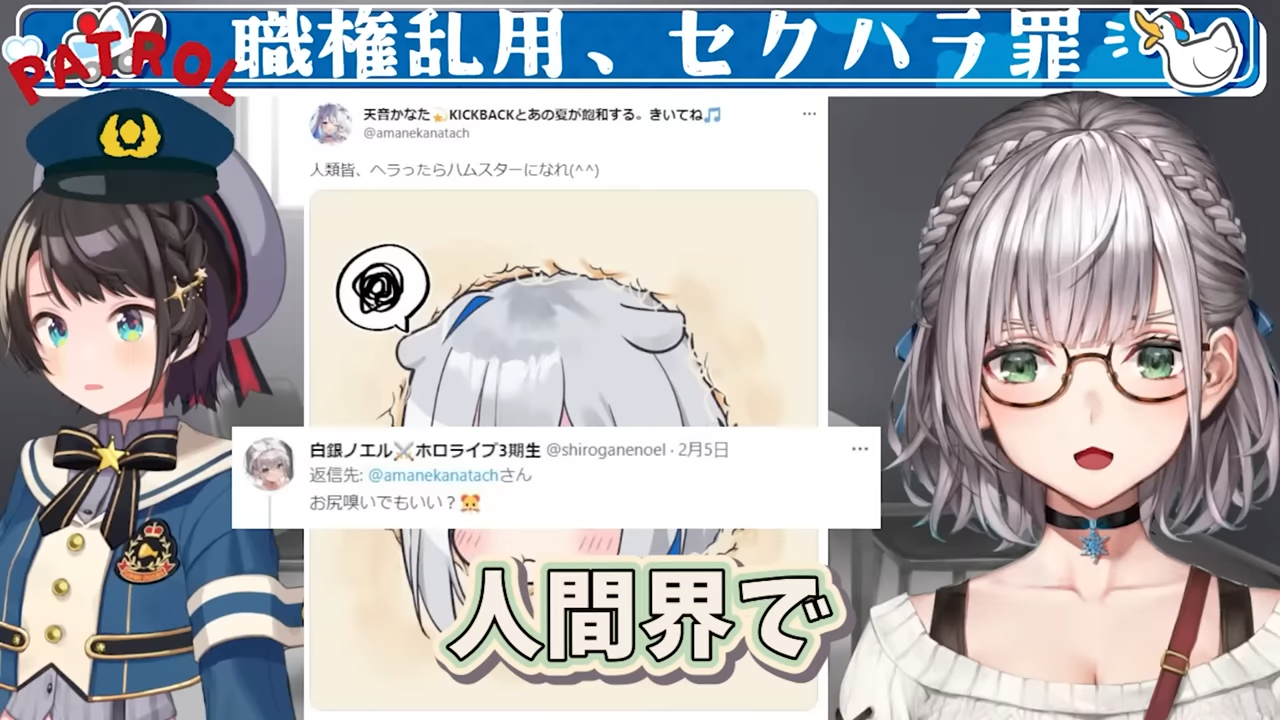 PATROL
職権乱用、セクハラ罪
天音かなた💫KICKBACKとあの夏が飽和する。きいてね🎵
@amanekanatach
人類皆、ヘラったらハムスターになれ(^^)
白銀ノエル⚔ホロライブ3期生 @shiroganenoel · 2月5日
返信先: @amanekanatachさん
お尻嗅いでもいい？🐹
人間界で